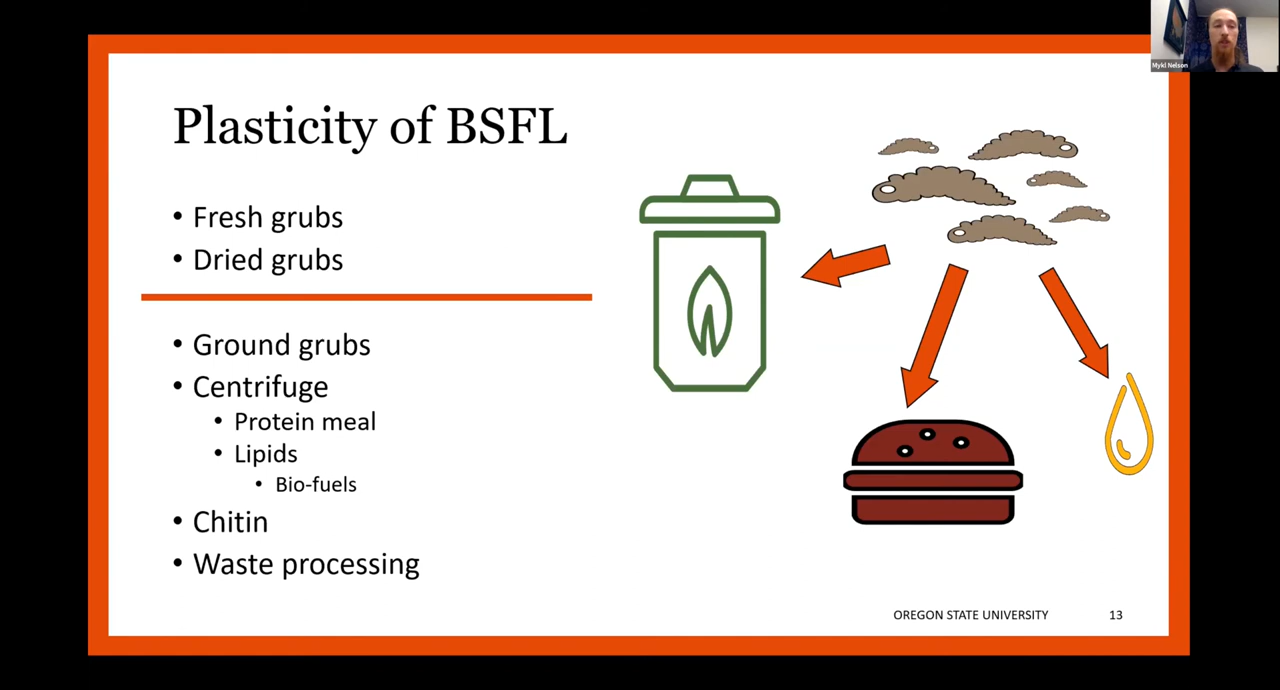 Mykl Nelson
Plasticity of BSFL
• Fresh grubs
• Dried grubs
• Ground grubs
• Centrifuge
• Protein meal
• Lipids
• Bio-fuels
• Chitin
• Waste processing
OREGON STATE UNIVERSITY 13